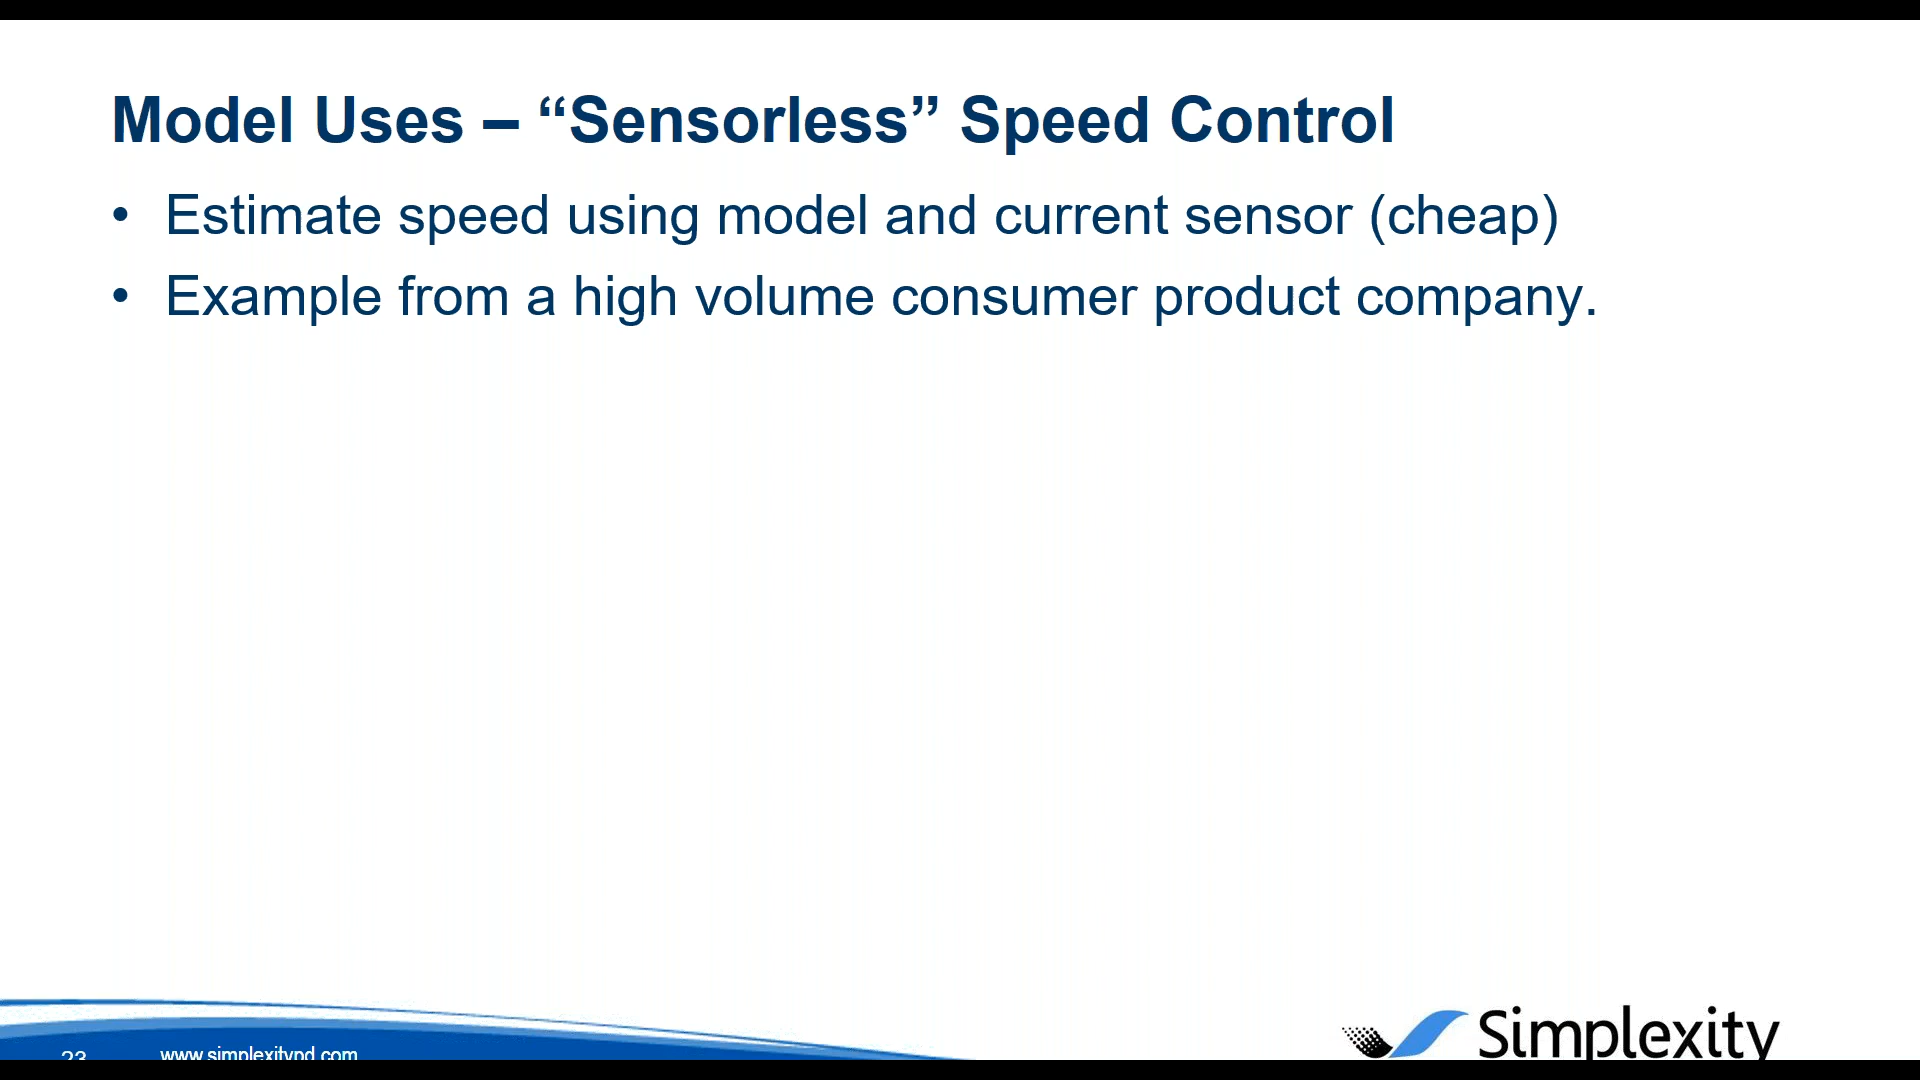 Model Uses – “Sensorless” Speed Control
• Estimate speed using model and current sensor (cheap)
• Example from a high volume consumer product company.
23
www.simplexitypd.com
Simplexity